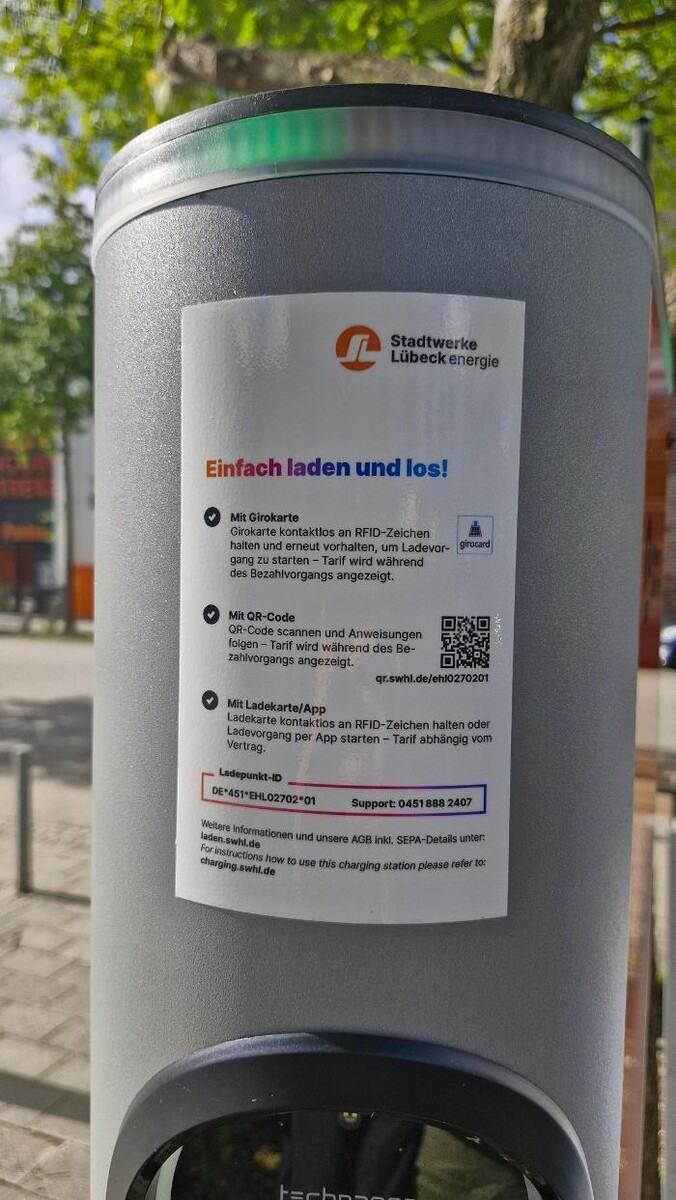 Stadtwerke
Lübeck energie
Einfach laden und los!
Mit Girokarte
Girokarte kontaktlos an RFID-Zeichen
halten und erneut vorhalten, um Ladevor-
gang zu starten – Tarif wird während
des Bezahlvorgangs angezeigt.
girocard
Mit QR-Code
QR-Code scannen und Anweisungen
folgen – Tarif wird während des Be-
zahlvorgangs angezeigt.
qr.swhl.de/ehl0270201
Mit Ladekarte/App
Ladekarte kontaktlos an RFID-Zeichen halten oder
Ladevorgang per App starten – Tarif abhängig vom
Vertrag.
Ladepunkt-ID
DE*451*EHL02702*01 Support: 0451 888 2407
Weitere Informationen und unsere AGB inkl. SEPA-Details unter:
laden.swhl.de
For instructions how to use this charging station please refer to:
charging.swhl.de